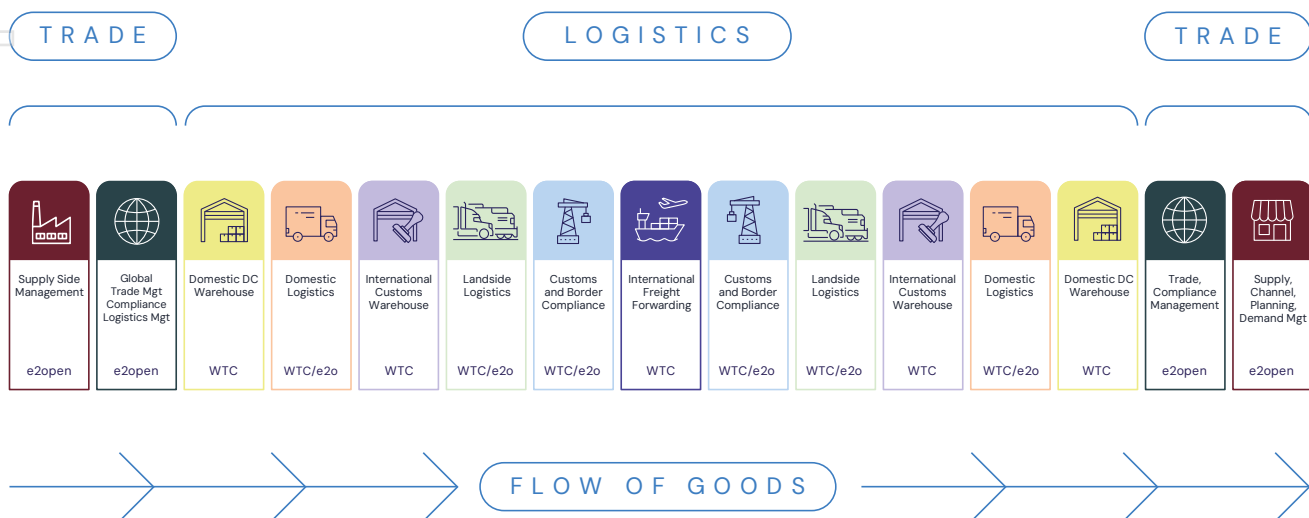 TRADE
LOGISTICS
TRADE
Supply Side
Management
e2open
Global
Trade Mgt
Compliance
Logistics Mgt
e2open
Domestic DC
Warehouse
WTC
Domestic
Logistics
WTC/e2o
International
Customs
Warehouse
WTC
Landside
Logistics
WTC/e2o
Customs
and Border
Compliance
WTC/e2o
International
Freight
Forwarding
WTC
Customs
and Border
Compliance
WTC/e2o
Landside
Logistics
WTC/e2o
International
Customs
Warehouse
WTC
Domestic
Logistics
WTC/e2o
Domestic DC
Warehouse
WTC
Trade,
Compliance
Management
e2open
Supply,
Channel,
Planning,
Demand Mgt
e2open
FLOW OF GOODS